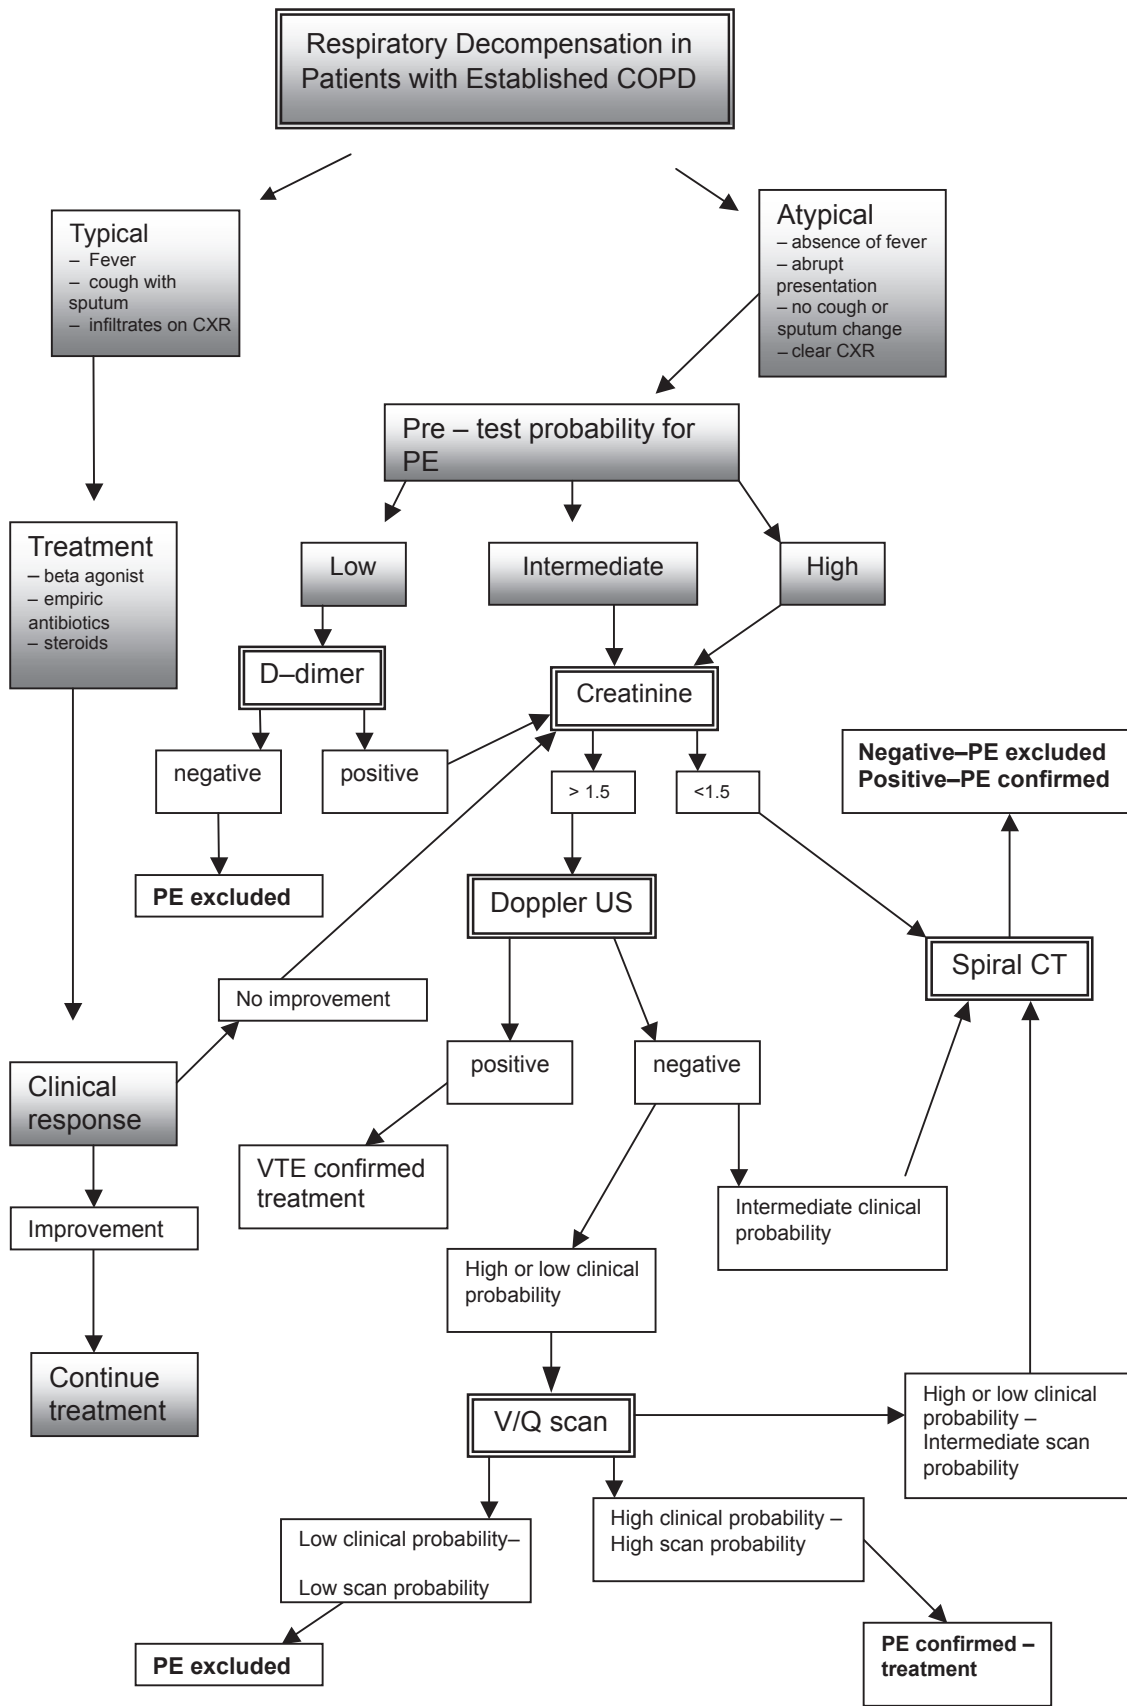 Respiratory Decompensation in
Patients with Established COPD
Typical
– Fever
– cough with
sputum
– infiltrates on CXR
Atypical
– absence of fever
– abrupt
presentation
– no cough or
sputum change
– clear CXR
Pre – test probability for
PE
Treatment
– beta agonist
– empiric
antibiotics
– steroids
Low
Intermediate
High
D–dimer
Creatinine
negative
positive
> 1.5
<1.5
Negative–PE excluded
Positive–PE confirmed
PE excluded
Doppler US
Spiral CT
No improvement
Clinical
response
positive
negative
VTE confirmed
treatment
Intermediate clinical
probability
Improvement
High or low clinical
probability
Continue
treatment
V/Q scan
High or low clinical
probability –
Intermediate scan
probability
Low clinical probability–
Low scan probability
High clinical probability –
High scan probability
PE excluded
PE confirmed –
treatment